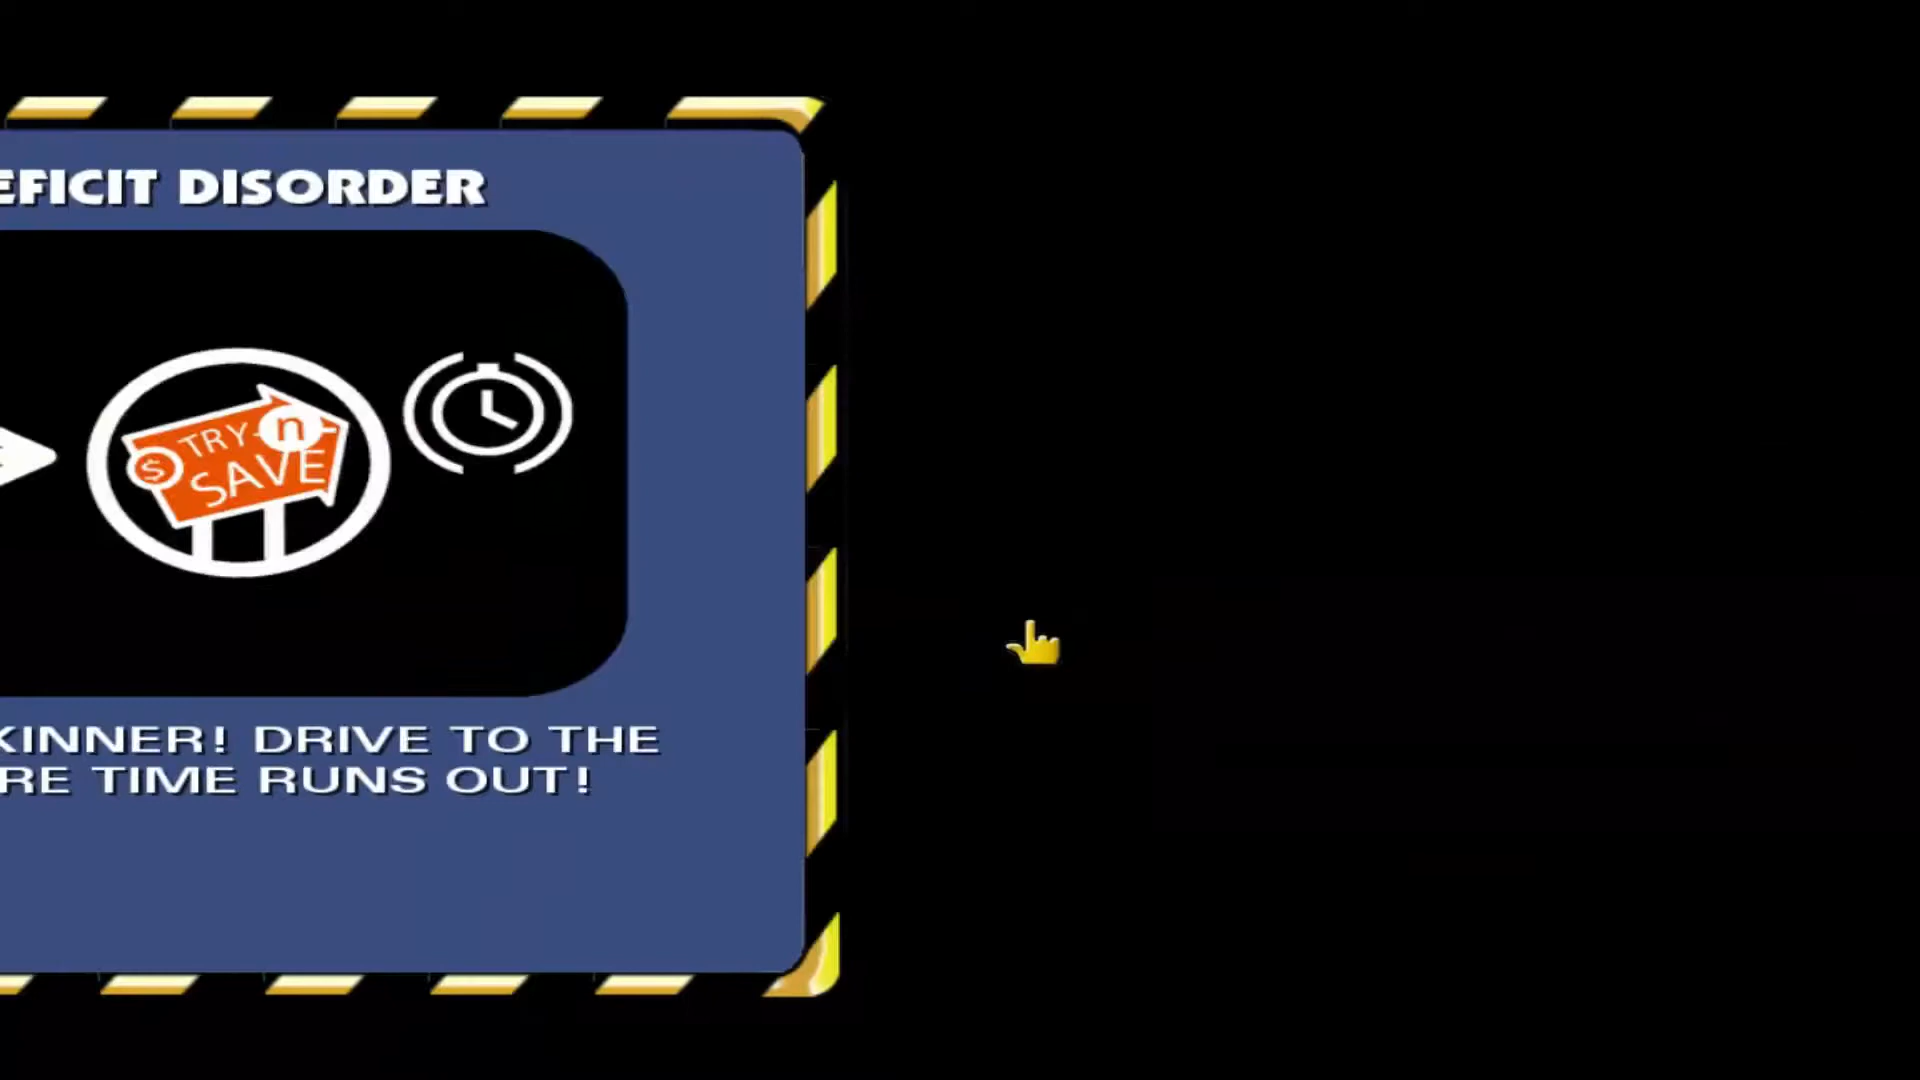 EFICIT DISORDER
$ TRY-n-
SAVE
KINNER! DRIVE TO THE
RE TIME RUNS OUT!